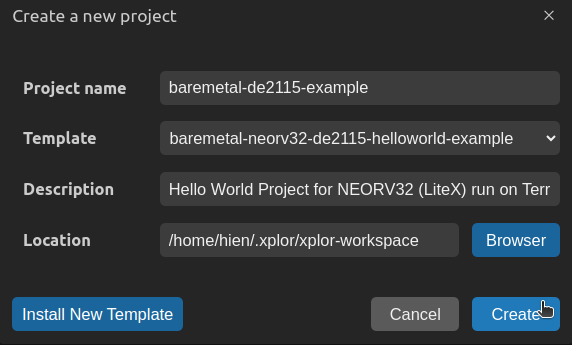 Create a new project
Project name baremetal-de2115-example
Template baremetal-neorv32-de2115-helloworld-example
Description Hello World Project for NEORV32 (LiteX) run on Terr
Location /home/hien/.xplor/xplor-workspace Browser
Install New Template Cancel Create